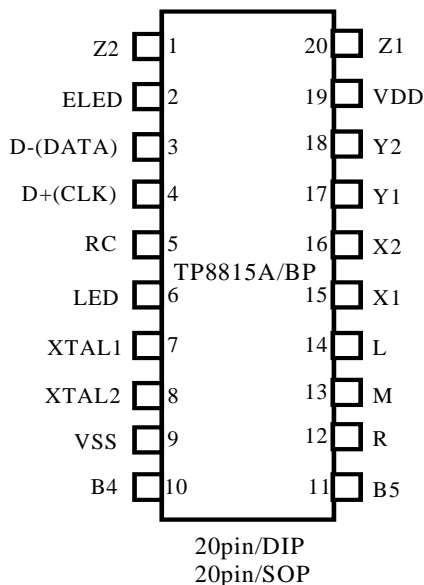 Z2 1 20 Z1
ELED 2 19 VDD
D-(DATA) 3 18 Y2
D+(CLK) 4 17 Y1
RC 5 16 X2
TP8815A/BP
LED 6 15 X1
XTAL1 7 14 L
XTAL2 8 13 M
VSS 9 12 R
B4 10 11 B5
20pin/DIP
20pin/SOP